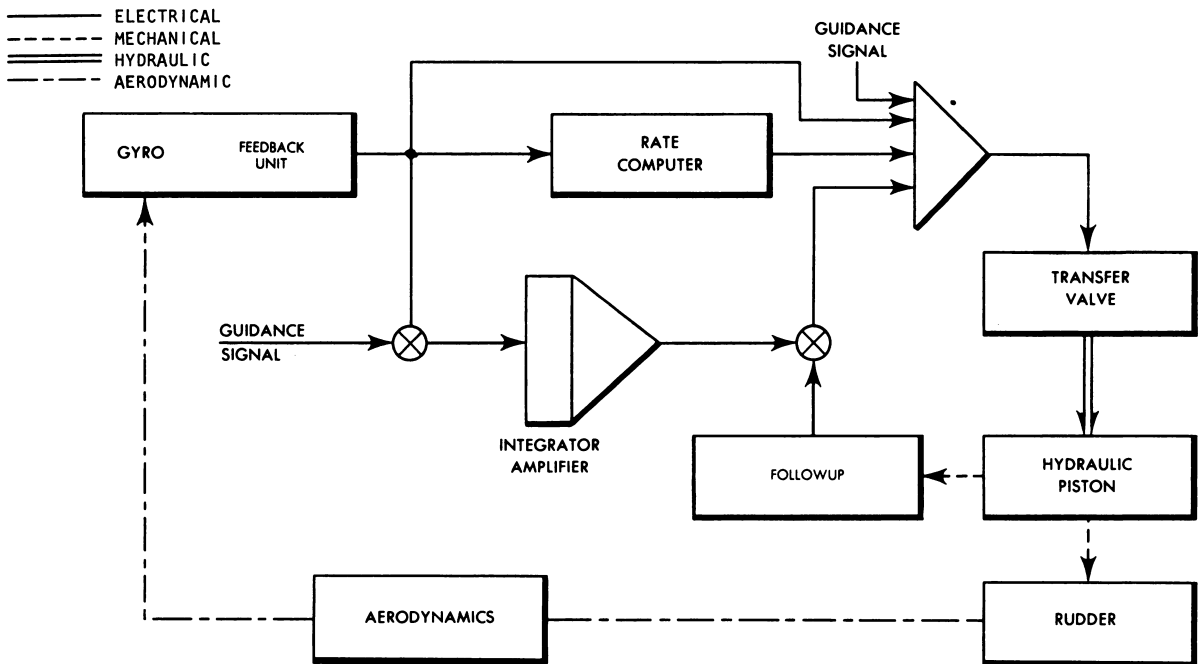 ELECTRICAL
MECHANICAL
HYDRAULIC
AERODYNAMIC
GUIDANCE
SIGNAL
GYRO
FEEDBACK
UNIT
RATE
COMPUTER
TRANSFER
VALVE
GUIDANCE
SIGNAL
INTEGRATOR
AMPLIFIER
FOLLOWUP
HYDRAULIC
PISTON
AERODYNAMICS
RUDDER